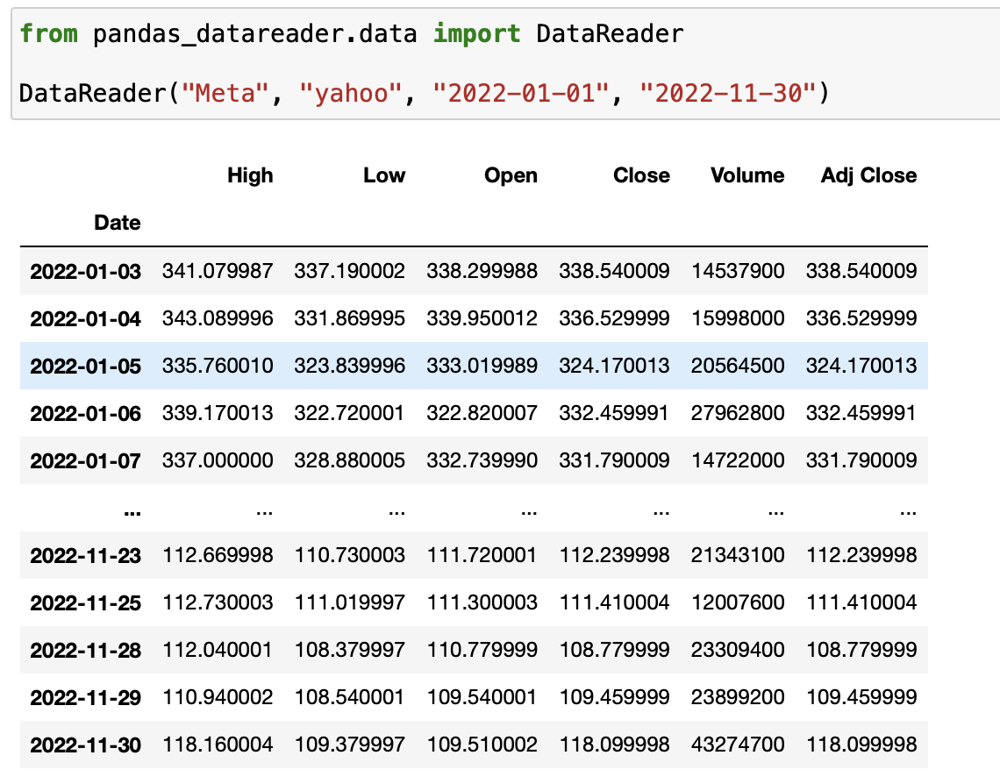 from pandas_datareader.data import DataReader
DataReader("Meta", "yahoo", "2022-01-01", "2022-11-30")
High Low Open Close Volume Adj Close
Date
2022-01-03 341.079987 337.190002 338.299988 338.540009 14537900 338.540009
2022-01-04 343.089996 331.869995 339.950012 336.529999 15998000 336.529999
2022-01-05 335.760010 323.839996 333.019989 324.170013 20564500 324.170013
2022-01-06 339.170013 322.720001 322.820007 332.459991 27962800 332.459991
2022-01-07 337.000000 328.880005 332.739990 331.790009 14722000 331.790009
... ... ... ... ... ... ...
2022-11-23 112.669998 110.730003 111.720001 112.239998 21343100 112.239998
2022-11-25 112.730003 111.019997 111.300003 111.410004 12007600 111.410004
2022-11-28 112.040001 108.379997 110.779999 108.779999 23309400 108.779999
2022-11-29 110.940002 108.540001 109.540001 109.459999 23899200 109.459999
2022-11-30 118.160004 109.379997 109.510002 118.099998 43274700 118.099998